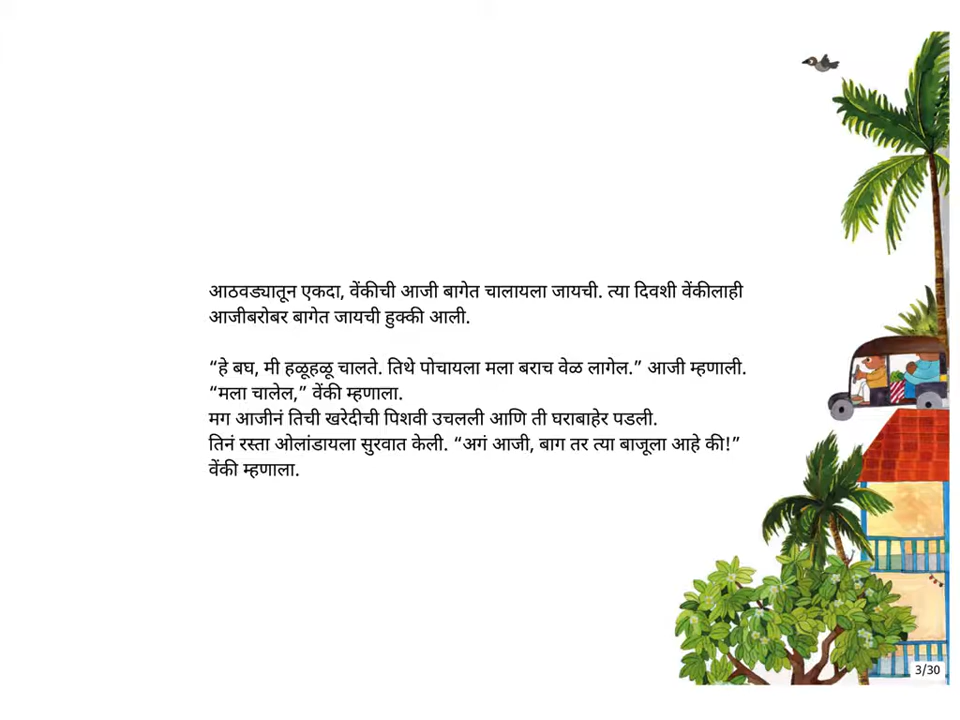 आठवड्यातून एकदा, वेंकीची आजी बागेत चालायला जायची. त्या दिवशी वेंकीलाही
आजीबरोबर बागेत जायची हुक्की आली.
“हे बघ, मी हळूहळू चालते. तिथे पोचायला मला बराच वेळ लागेल.” आजी म्हणाली.
“मला चालेल,” वेंकी म्हणाला.
मग आजीनं तिची खरेदीची पिशवी उचलली आणि ती घराबाहेर पडली.
तिनं रस्ता ओलांडायला सुरवात केली. “अगं आजी, बाग तर त्या बाजूला आहे की!”
वेंकी म्हणाला.
3/30